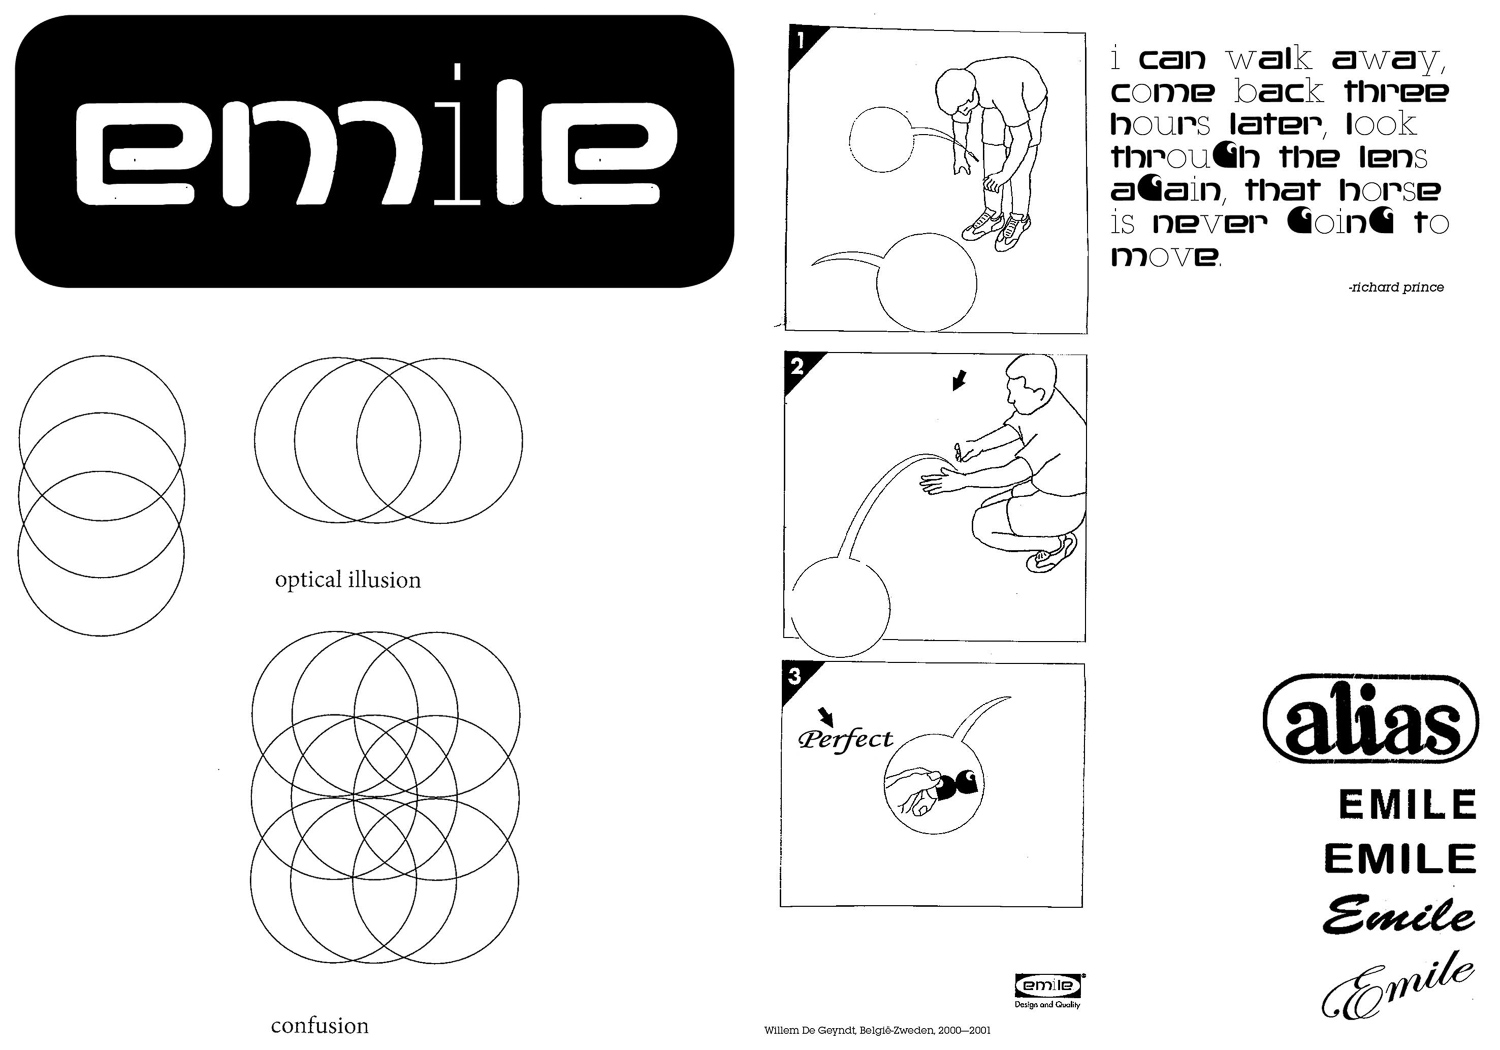 emile
optical illusion
confusion
1
2
3
Perfect
i can walk away,
come back three
hours later, look
through the lens
again, that horse
is never going to
move.
-richard prince
alias
EMILE
EMILE
Emile
Emile
emile®
Design and Quality
Willem De Geyndt, België-Zweden, 2000—2001